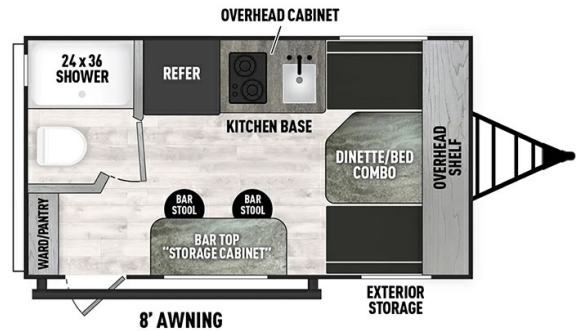 OVERHEAD CABINET
24 x 36
SHOWER
REFER
KITCHEN BASE
DINETTE/BED
COMBO
OVERHEAD
SHELF
BAR
STOOL
BAR
STOOL
WARD/PANTRY
BAR TOP
"STORAGE CABINET"
EXTERIOR
STORAGE
8' AWNING